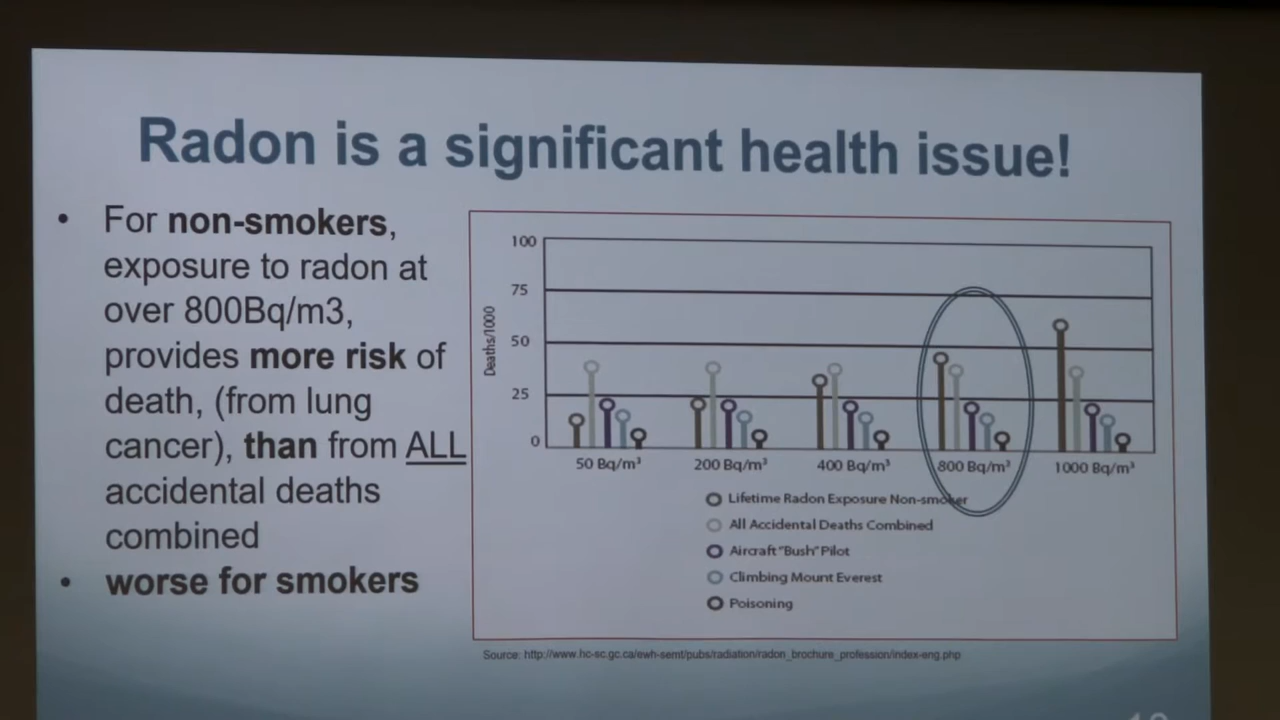 Radon is a significant health issue!
• For non-smokers,
exposure to radon at
over 800Bq/m3,
provides more risk of
death, (from lung
cancer), than from ALL
accidental deaths
combined
• worse for smokers
Deaths/1000
100
75
50
25
0
50 Bq/m³
200 Bq/m³
400 Bq/m³
800 Bq/m³
1000 Bq/m³
Lifetime Radon Exposure Non-smoker
All Accidental Deaths Combined
Aircraft "Bush" Pilot
Climbing Mount Everest
Poisoning
Source: http://www.hc-sc.gc.ca/ewh-semt/pubs/radiation/radon_brochure_profession/index-eng.php